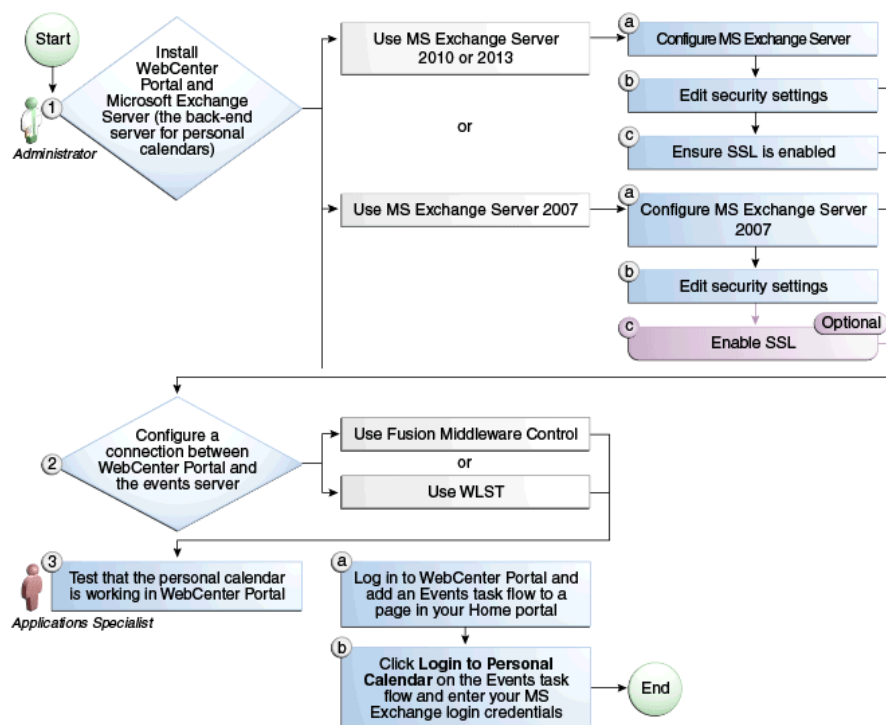 Start
1
Install
WebCenter
Portal and
Microsoft Exchange
Server (the back-end
server for personal
calendars)
Administrator
Use MS Exchange Server
2010 or 2013
a
Configure MS Exchange Server
b
Edit security settings
c
Ensure SSL is enabled
or
Use MS Exchange Server 2007
a
Configure MS Exchange Server
2007
b
Edit security settings
Optional
c
Enable SSL
2
Configure a
connection between
WebCenter Portal and
the events server
Use Fusion Middleware Control
or
Use WLST
3
Test that the personal calendar
is working in WebCenter Portal
Applications Specialist
a
Log in to WebCenter Portal and
add an Events task flow to a
page in your Home portal
b
Click Login to Personal
Calendar on the Events task
flow and enter your MS
Exchange login credentials
End